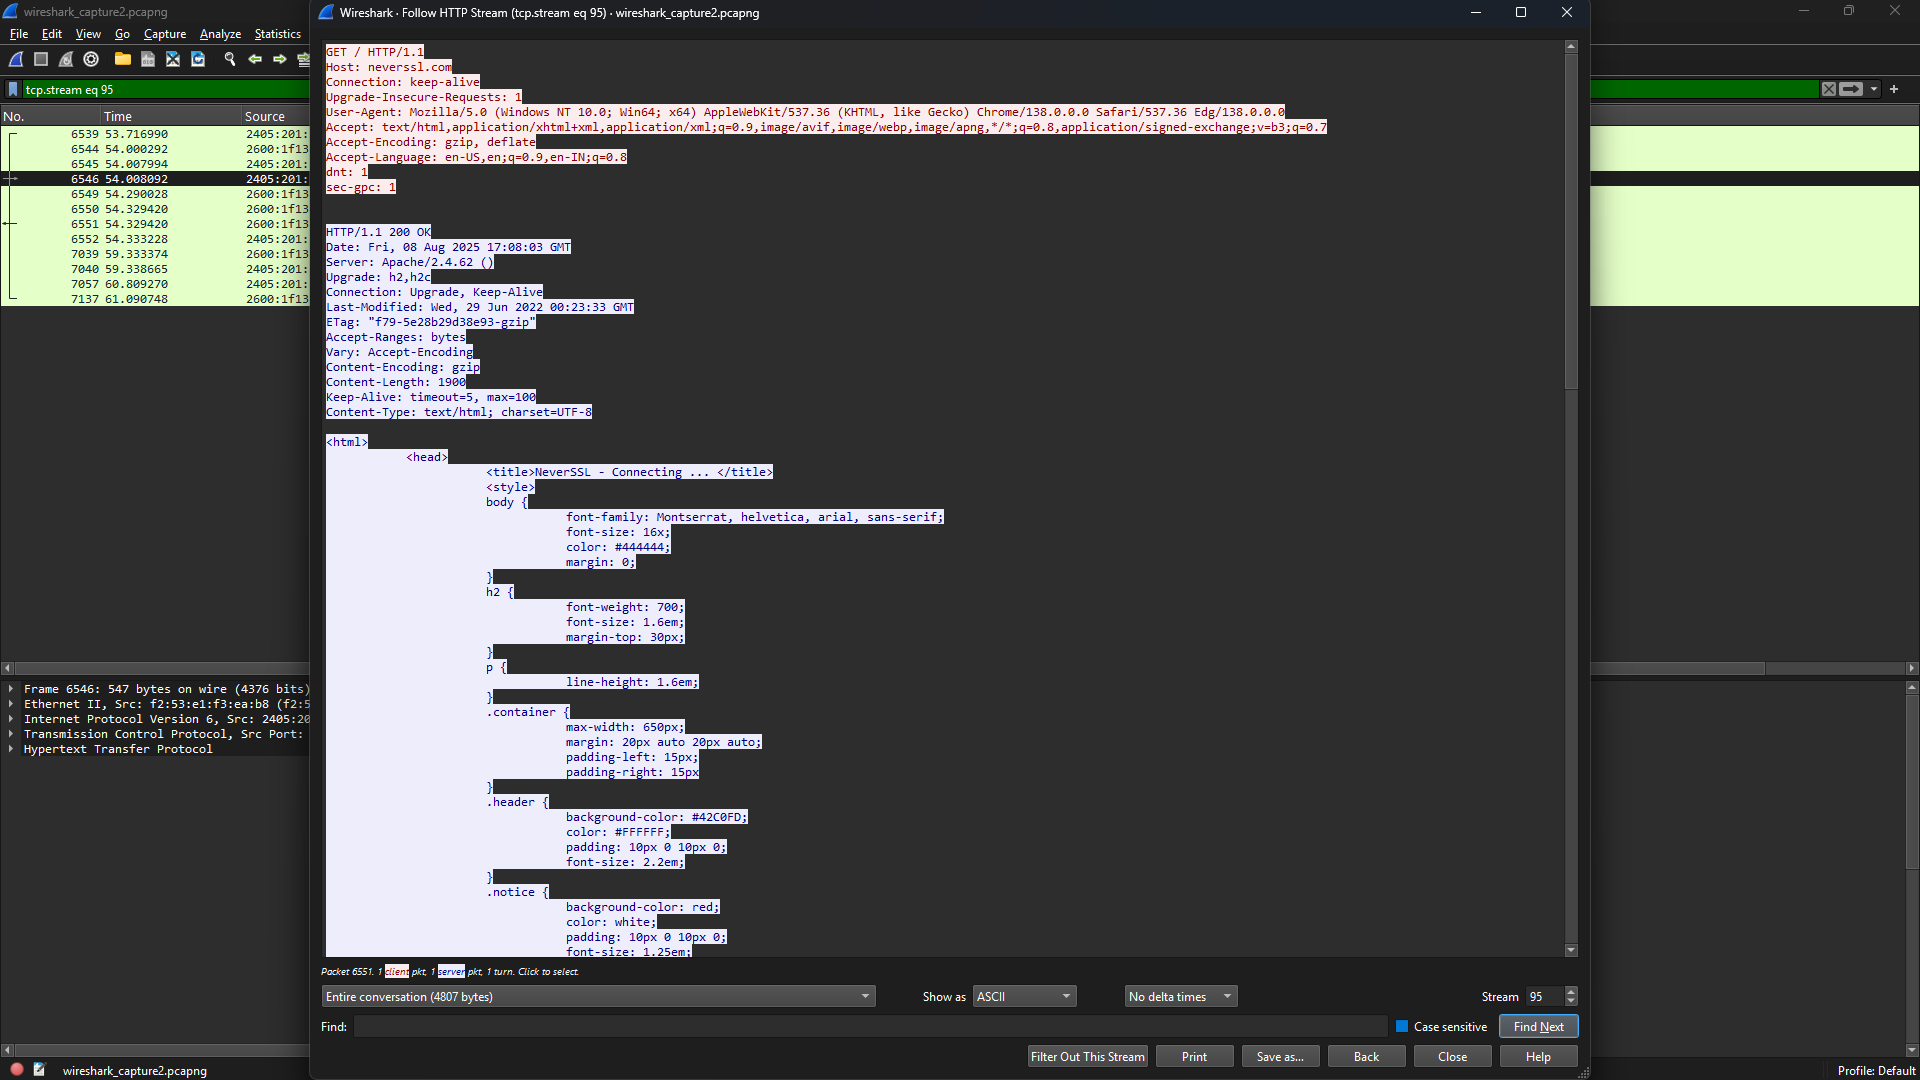 wireshark_capture2.pcapng
File Edit View Go Capture Analyze Statistics
tcp.stream eq 95
No. Time Source
6539 53.716990 2405:201:
6544 54.000292 2600:1f13
6545 54.007994 2405:201:
6546 54.008092 2405:201:
6549 54.290028 2600:1f13
6550 54.329420 2600:1f13
6551 54.329420 2600:1f13
6552 54.333228 2405:201:
7039 59.333374 2600:1f13
7040 59.338665 2405:201:
7057 60.809270 2405:201:
7137 61.090748 2600:1f13
Frame 6546: 547 bytes on wire (4376 bits)
Ethernet II, Src: f2:53:e1:f3:ea:b8 (f2:5
Internet Protocol Version 6, Src: 2405:20
Transmission Control Protocol, Src Port:
Hypertext Transfer Protocol
Wireshark · Follow HTTP Stream (tcp.stream eq 95) · wireshark_capture2.pcapng
GET / HTTP/1.1
Host: neverssl.com
Connection: keep-alive
Upgrade-Insecure-Requests: 1
User-Agent: Mozilla/5.0 (Windows NT 10.0; Win64; x64) AppleWebKit/537.36 (KHTML, like Gecko) Chrome/138.0.0.0 Safari/537.36 Edg/138.0.0.0
Accept: text/html,application/xhtml+xml,application/xml;q=0.9,image/avif,image/webp,image/apng,*/*;q=0.8,application/signed-exchange;v=b3;q=0.7
Accept-Encoding: gzip, deflate
Accept-Language: en-US,en;q=0.9,en-IN;q=0.8
dnt: 1
sec-gpc: 1
HTTP/1.1 200 OK
Date: Fri, 08 Aug 2025 17:08:03 GMT
Server: Apache/2.4.62 ()
Upgrade: h2,h2c
Connection: Upgrade, Keep-Alive
Last-Modified: Wed, 29 Jun 2022 00:23:33 GMT
ETag: "f79-5e28b29d38e93-gzip"
Accept-Ranges: bytes
Vary: Accept-Encoding
Content-Encoding: gzip
Content-Length: 1900
Keep-Alive: timeout=5, max=100
Content-Type: text/html; charset=UTF-8
<html>
<head>
<title>NeverSSL - Connecting ... </title>
<style>
body {
font-family: Montserrat, helvetica, arial, sans-serif;
font-size: 16x;
color: #444444;
margin: 0;
}
h2 {
font-weight: 700;
font-size: 1.6em;
margin-top: 30px;
}
p {
line-height: 1.6em;
}
.container {
max-width: 650px;
margin: 20px auto 20px auto;
padding-left: 15px;
padding-right: 15px
}
.header {
background-color: #42C0FD;
color: #FFFFFF;
padding: 10px 0 10px 0;
font-size: 2.2em;
}
.notice {
background-color: red;
color: white;
padding: 10px 0 10px 0;
font-size: 1.25em;
Packet 6551. 1 client pkt, 1 server pkt, 1 turn. Click to select.
Entire conversation (4807 bytes) Show as ASCII No delta times Stream 95
Find: Case sensitive Find Next
Filter Out This Stream Print Save as... Back Close Help
wireshark_capture2.pcapng Profile: Default